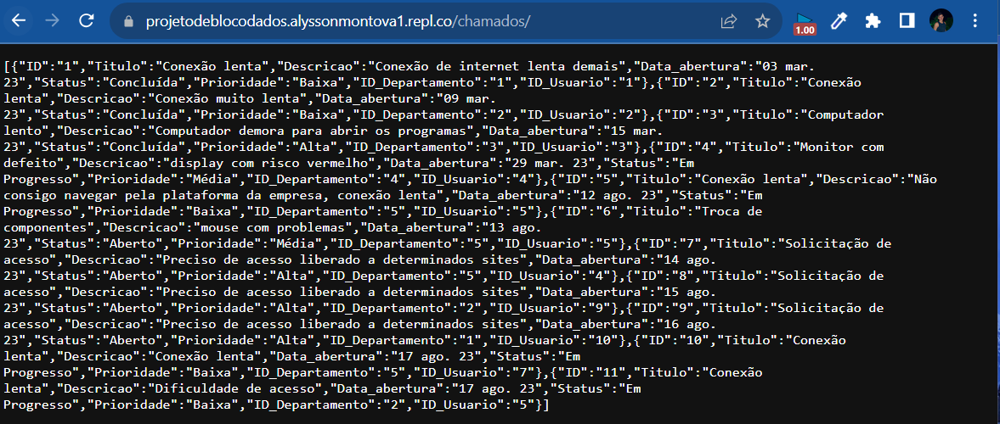 projetodeblocodados.alyssonmontova1.repl.co/chamados/
1.00
[{"ID":"1","Titulo":"Conexão lenta","Descricao":"Conexão de internet lenta demais","Data_abertura":"03 mar.
23","Status":"Concluída","Prioridade":"Baixa","ID_Departamento":"1","ID_Usuario":"1"},{"ID":"2","Titulo":"Conexão
lenta","Descricao":"Conexão muito lenta","Data_abertura":"09 mar.
23","Status":"Concluída","Prioridade":"Baixa","ID_Departamento":"2","ID_Usuario":"2"},{"ID":"3","Titulo":"Computador
lento","Descricao":"Computador demora para abrir os programas","Data_abertura":"15 mar.
23","Status":"Concluída","Prioridade":"Alta","ID_Departamento":"3","ID_Usuario":"3"},{"ID":"4","Titulo":"Monitor com
defeito","Descricao":"display com risco vermelho","Data_abertura":"29 mar. 23","Status":"Em
Progresso","Prioridade":"Média","ID_Departamento":"4","ID_Usuario":"4"},{"ID":"5","Titulo":"Conexão lenta","Descricao":"Não
consigo navegar pela plataforma da empresa, conexão lenta","Data_abertura":"12 ago. 23","Status":"Em
Progresso","Prioridade":"Baixa","ID_Departamento":"5","ID_Usuario":"5"},{"ID":"6","Titulo":"Troca de
componentes","Descricao":"mouse com problemas","Data_abertura":"13 ago.
23","Status":"Aberto","Prioridade":"Média","ID_Departamento":"5","ID_Usuario":"5"},{"ID":"7","Titulo":"Solicitação de
acesso","Descricao":"Preciso de acesso liberado a determinados sites","Data_abertura":"14 ago.
23","Status":"Aberto","Prioridade":"Alta","ID_Departamento":"5","ID_Usuario":"4"},{"ID":"8","Titulo":"Solicitação de
acesso","Descricao":"Preciso de acesso liberado a determinados sites","Data_abertura":"15 ago.
23","Status":"Aberto","Prioridade":"Alta","ID_Departamento":"2","ID_Usuario":"9"},{"ID":"9","Titulo":"Solicitação de
acesso","Descricao":"Preciso de acesso liberado a determinados sites","Data_abertura":"16 ago.
23","Status":"Aberto","Prioridade":"Alta","ID_Departamento":"1","ID_Usuario":"10"},{"ID":"10","Titulo":"Conexão
lenta","Descricao":"Conexão lenta","Data_abertura":"17 ago. 23","Status":"Em
Progresso","Prioridade":"Baixa","ID_Departamento":"5","ID_Usuario":"7"},{"ID":"11","Titulo":"Conexão
lenta","Descricao":"Dificuldade de acesso","Data_abertura":"17 ago. 23","Status":"Em
Progresso","Prioridade":"Baixa","ID_Departamento":"2","ID_Usuario":"5"}]